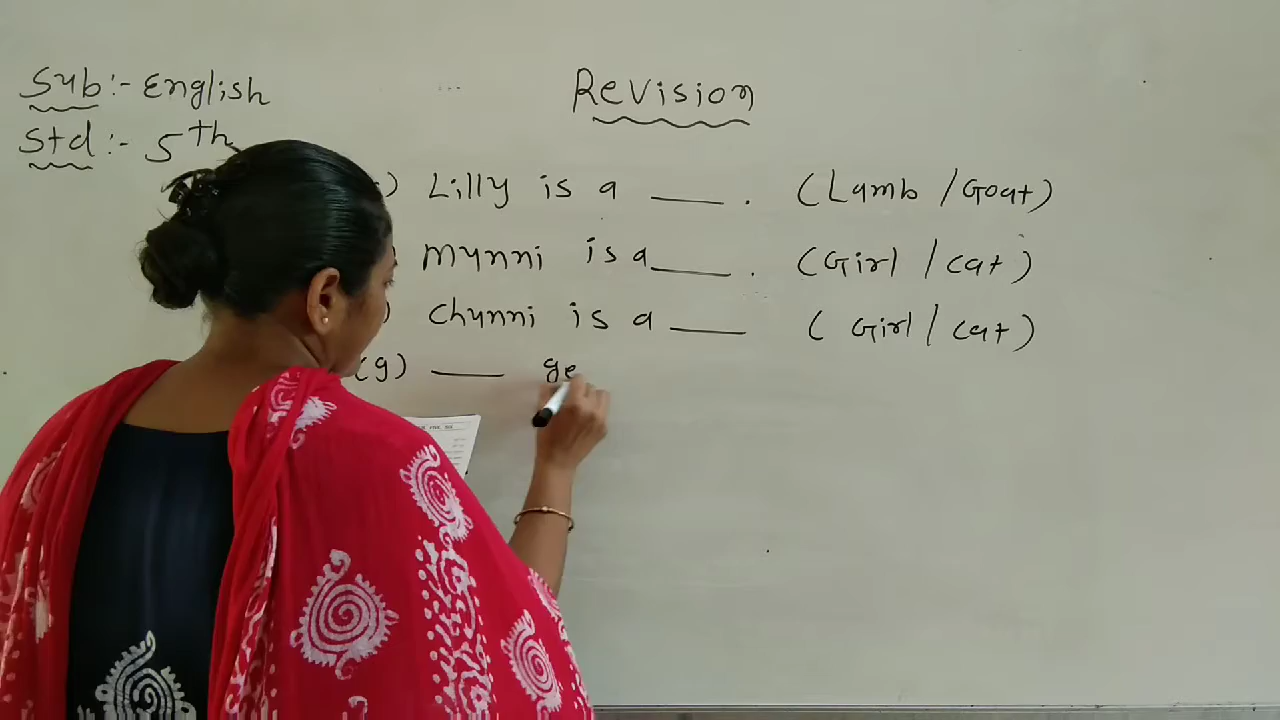 Sub:- English
Revision
Std:- 5th
) Lilly is a ____ . (Lamb / Goat)
) Munni is a ____ . (Girl / cat)
) Chunni is a ____ ( Girl / cat)
(g) ____ ge